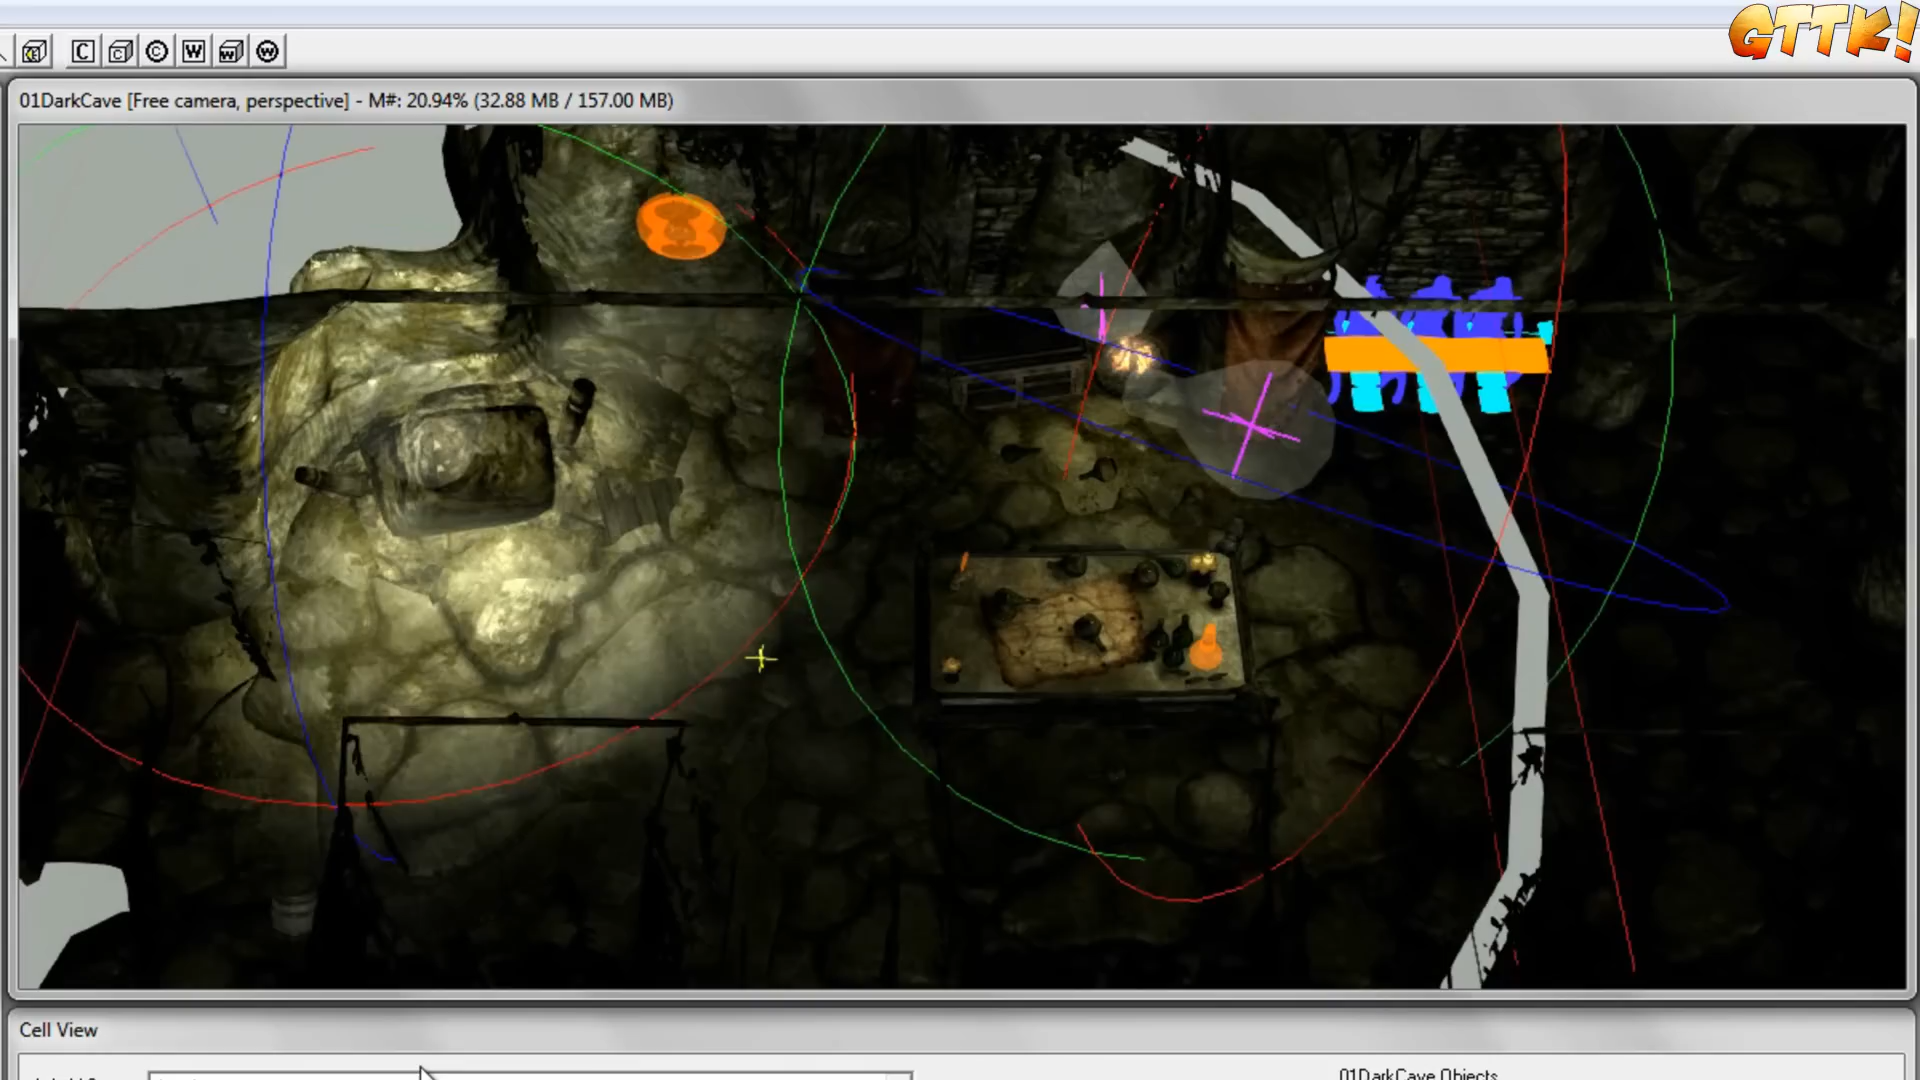 GTTK!
C C C W W W
01DarkCave [Free camera, perspective] - M#: 20.94% (32.88 MB / 157.00 MB)
Cell View
01DarkCave Objects